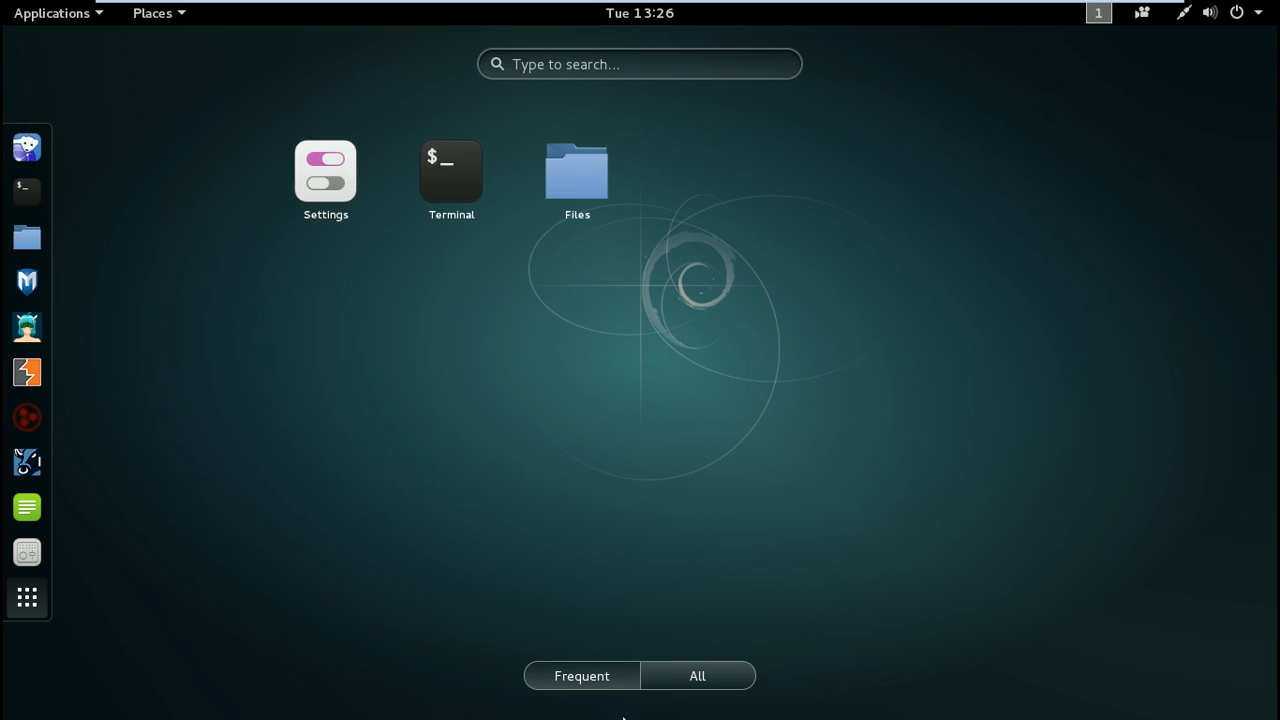 Applications Places Tue 13:26 1
Type to search...
$_
Settings Terminal Files
$_
Frequent All